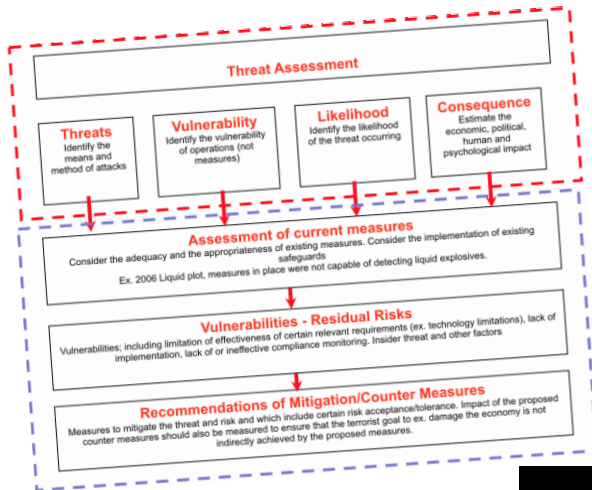 Threat Assessment
Threats
Identify the
means and
method of attacks
Vulnerability
Identify the vulnerability
of operations (not
measures)
Likelihood
Identify the likelihood
of the threat occurring
Consequence
Estimate the
economic, political,
human and
psychological impact
Assessment of current measures
Consider the adequacy and the appropriateness of existing measures. Consider the implementation of existing
safeguards
Ex. 2006 Liquid plot, measures in place were not capable of detecting liquid explosives.
Vulnerabilities - Residual Risks
Vulnerabilities; including limitation of effectiveness of certain relevant requirements (ex. technology limitations), lack of
implementation, lack of or ineffective compliance monitoring. Insider threat and other factors
Recommendations of Mitigation/Counter Measures
Measures to mitigate the threat and risk and which include certain risk acceptance/tolerance. Impact of the proposed
counter measures should also be measured to ensure that the terrorist goal to ex. damage the economy is not
indirectly achieved by the proposed measures.